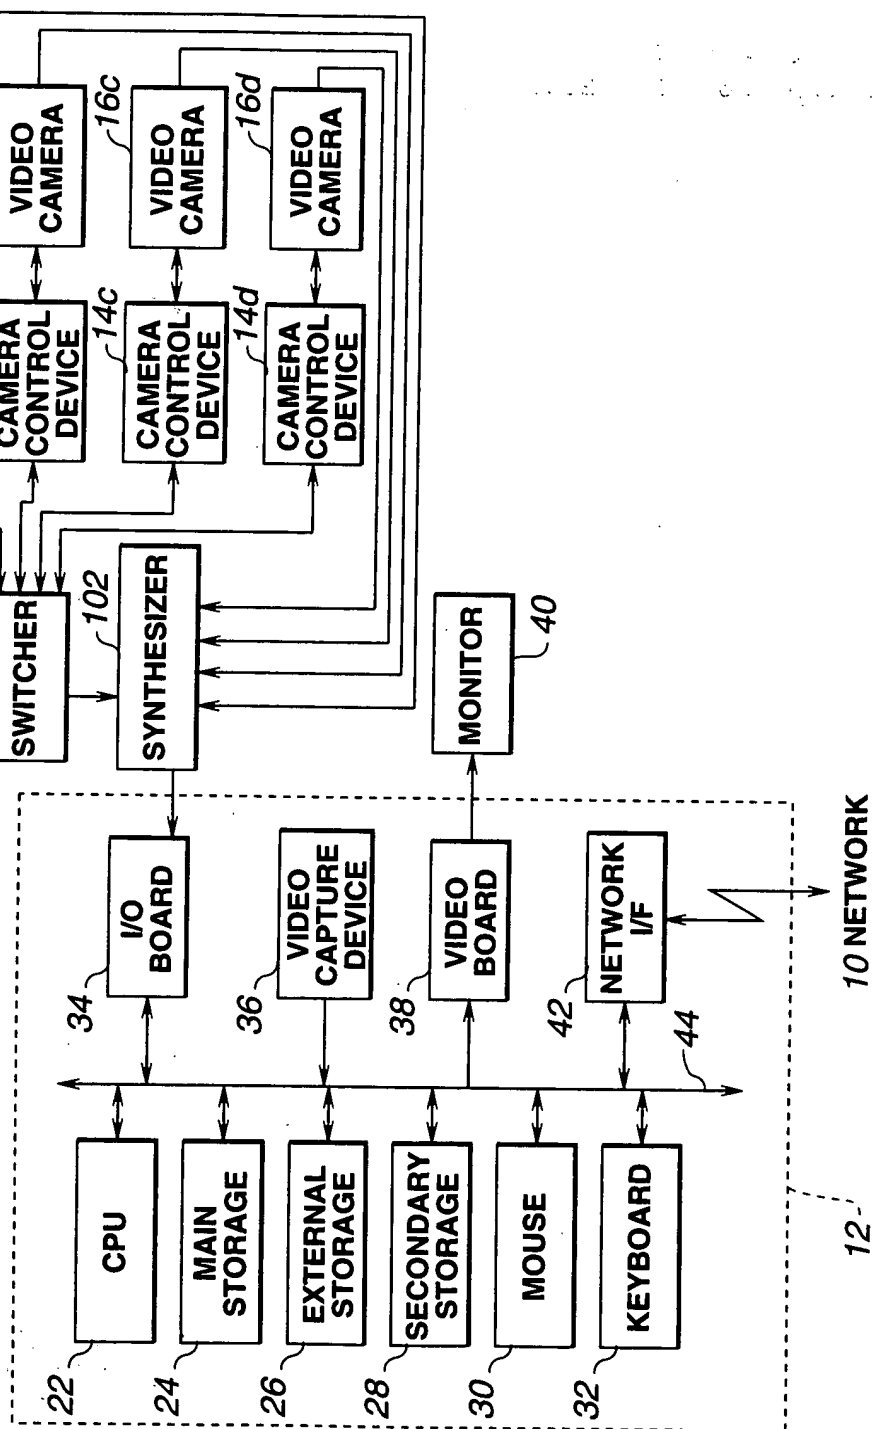 VIDEO
CAMERA
16c
VIDEO
CAMERA
16d
VIDEO
CAMERA
CAMERA
CONTROL
DEVICE
14c
CAMERA
CONTROL
DEVICE
14d
CAMERA
CONTROL
DEVICE
SWITCHER
102
SYNTHESIZER
MONITOR
40
34
I/O
BOARD
36
VIDEO
CAPTURE
DEVICE
38
VIDEO
BOARD
42
NETWORK
I/F
10 NETWORK
44
22
CPU
24
MAIN
STORAGE
26
EXTERNAL
STORAGE
28
SECONDARY
STORAGE
30
MOUSE
32
KEYBOARD
12